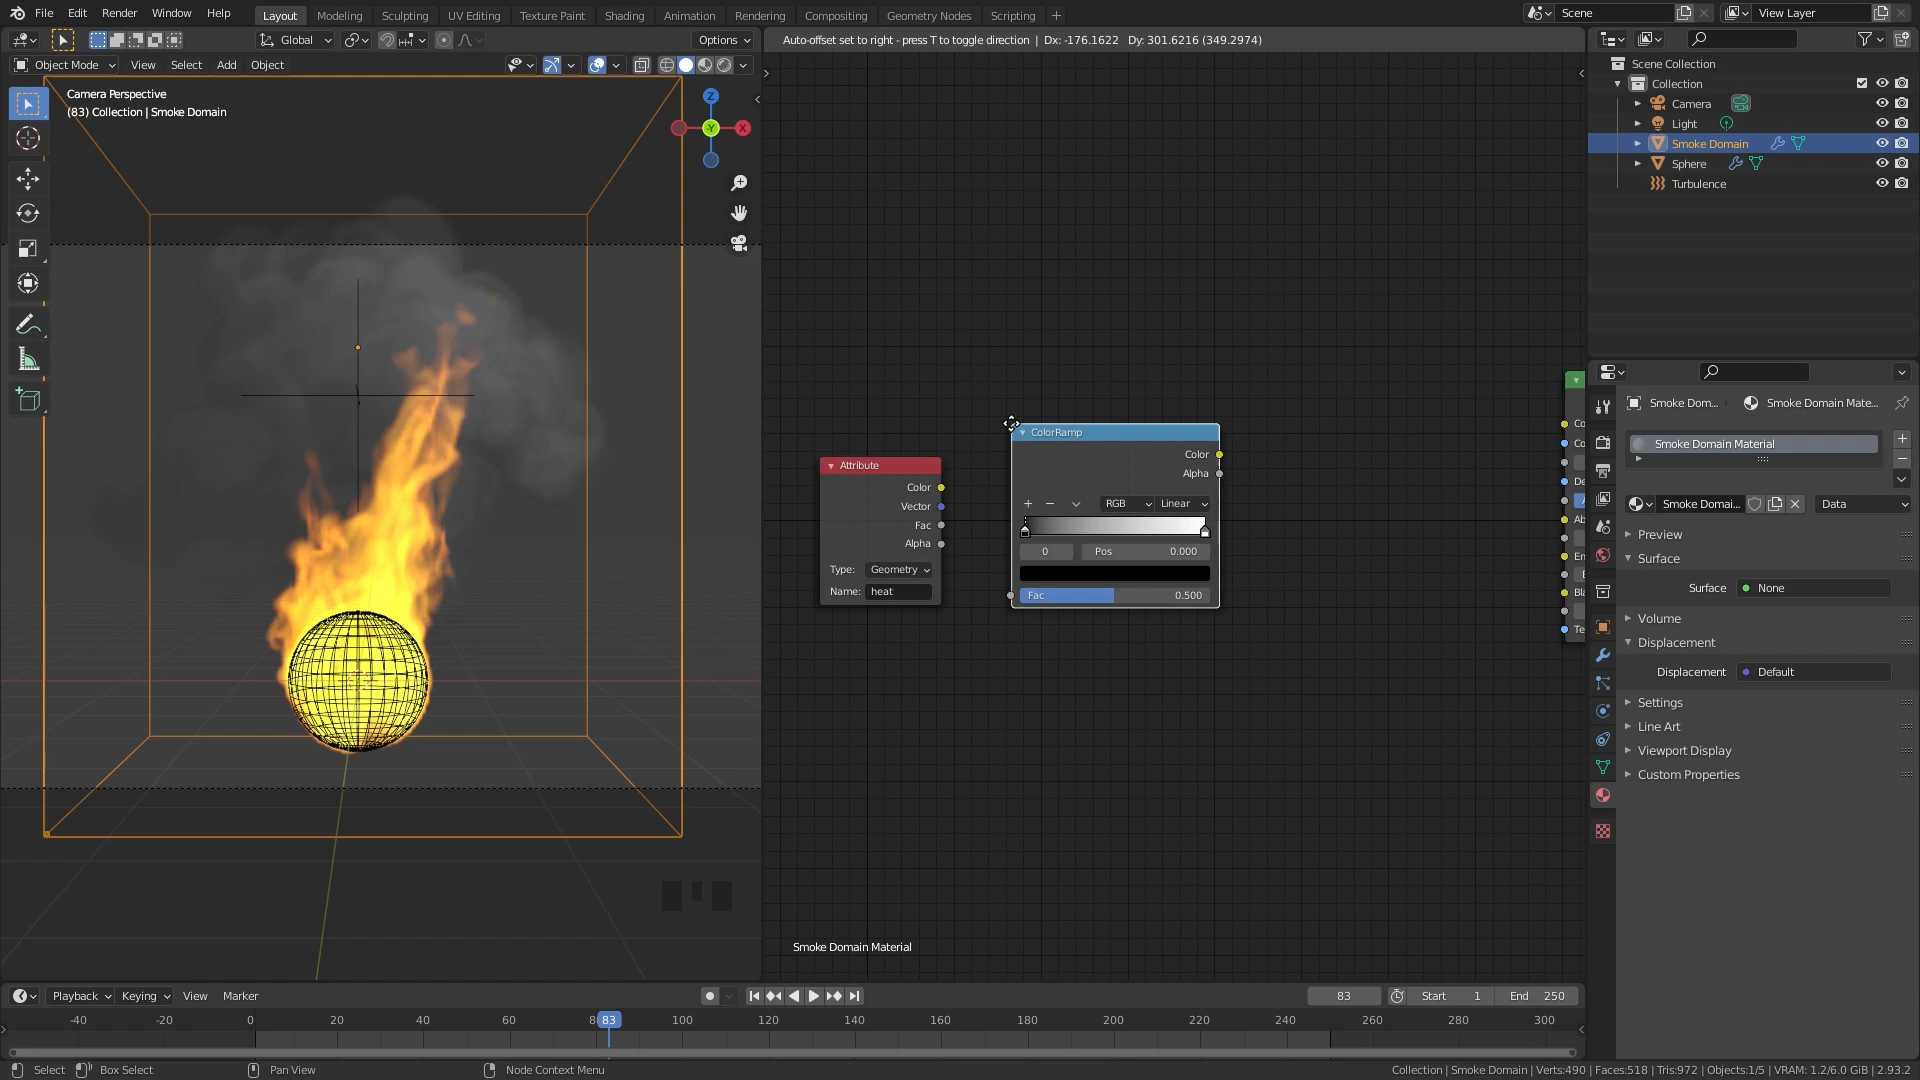 File Edit Render Window Help
Layout Modeling Sculpting UV Editing Texture Paint Shading Animation Rendering Compositing Geometry Nodes Scripting +
Scene
View Layer
Global
Options
Auto-offset set to right - press T to toggle direction | Dx: -176.1622 Dy: 301.6216 (349.2974)
Object Mode View Select Add Object
Camera Perspective
(83) Collection | Smoke Domain
Z
-Y
X
Scene Collection
Collection
Camera
Light
Smoke Domain
Sphere
Turbulence
Attribute
Color
Vector
Fac
Alpha
Type: Geometry
Name: heat
ColorRamp
Color
Alpha
+ − RGB Linear
0 Pos 0.000
Fac 0.500
Co
Co
De
Ab
En
Bla
Te
Smoke Domain Material
Smoke Dom... Smoke Domain Mate...
Smoke Domain Material
Smoke Domai... Data
Preview
Surface
Surface None
Volume
Displacement
Displacement Default
Settings
Line Art
Viewport Display
Custom Properties
Playback Keying View Marker
83 Start 1 End 250
-40 -20 0 20 40 60 8 83 100 120 140 160 180 200 220 240 260 280 300
Select Box Select Pan View Node Context Menu
Collection | Smoke Domain | Verts:490 | Faces:518 | Tris:972 | Objects:1/5 | VRAM: 1.2/6.0 GiB | 2.93.2